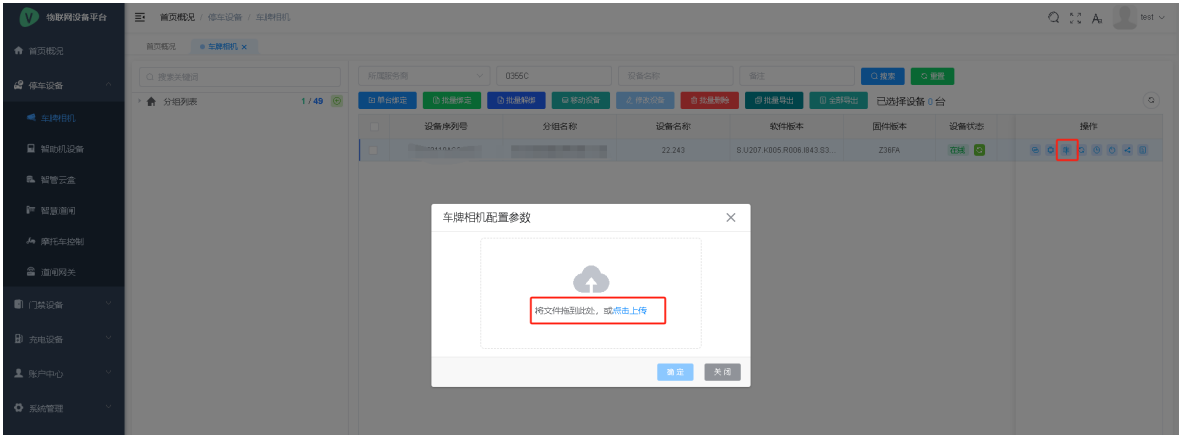 V 物联网设备平台
首页概况 / 停车设备 / 车牌相机
test
首页概况
首页概况 车牌相机 ×
停车设备
搜索关键词
所属服务商 0355C 设备名称 备注 搜索 重置
分组列表 1 / 49
单台绑定 批量绑定 批量解绑 移动设备 修改设备 批量删除 批量导出 全部导出 已选择设备 0 台
车牌相机
设备序列号 分组名称 设备名称 软件版本 固件版本 设备状态 操作
智助机设备
22.243 Z36FA 在线
智管云盒
智慧道闸
车牌相机配置参数
摩托车控制
道闸网关
将文件拖到此处，或点击上传
门禁设备
充电设备
账户中心
确定 关闭
系统管理